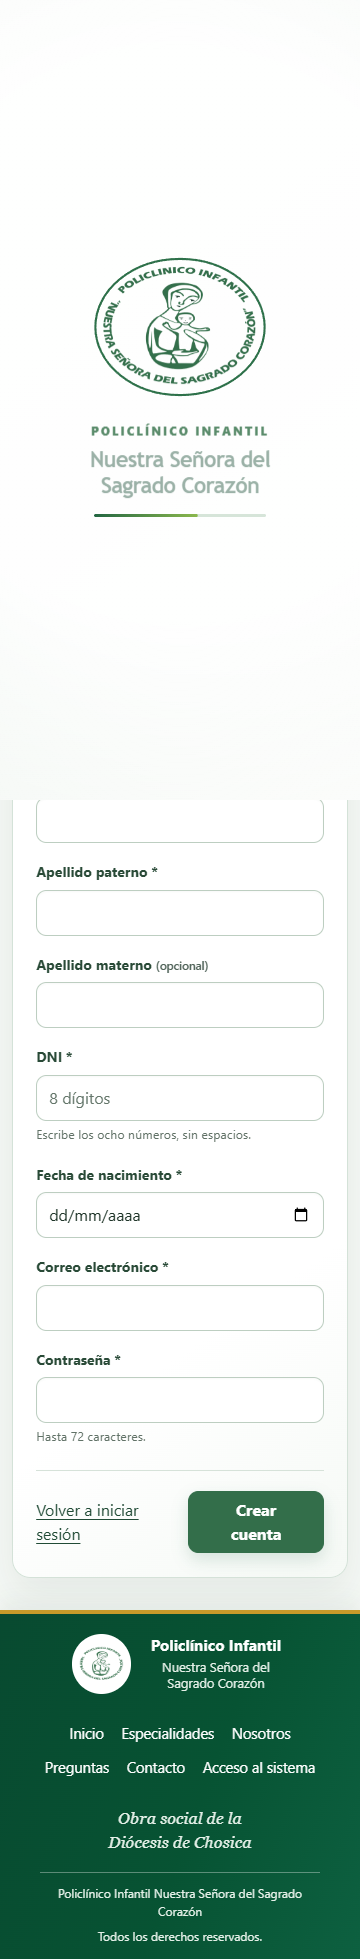 POLICLINICO INFANTIL
"NUESTRA SEÑORA DEL SAGRADO CORAZÓN"
POLICLÍNICO INFANTIL
Nuestra Señora del
Sagrado Corazón
Apellido paterno *
Apellido materno (opcional)
DNI *
8 dígitos
Escribe los ocho números, sin espacios.
Fecha de nacimiento *
dd/mm/aaaa
Correo electrónico *
Contraseña *
Hasta 72 caracteres.
Volver a iniciar
sesión
Crear
cuenta
Policlínico Infantil
Nuestra Señora del
Sagrado Corazón
Inicio Especialidades Nosotros
Preguntas Contacto Acceso al sistema
Obra social de la
Diócesis de Chosica
Policlínico Infantil Nuestra Señora del Sagrado
Corazón
Todos los derechos reservados.